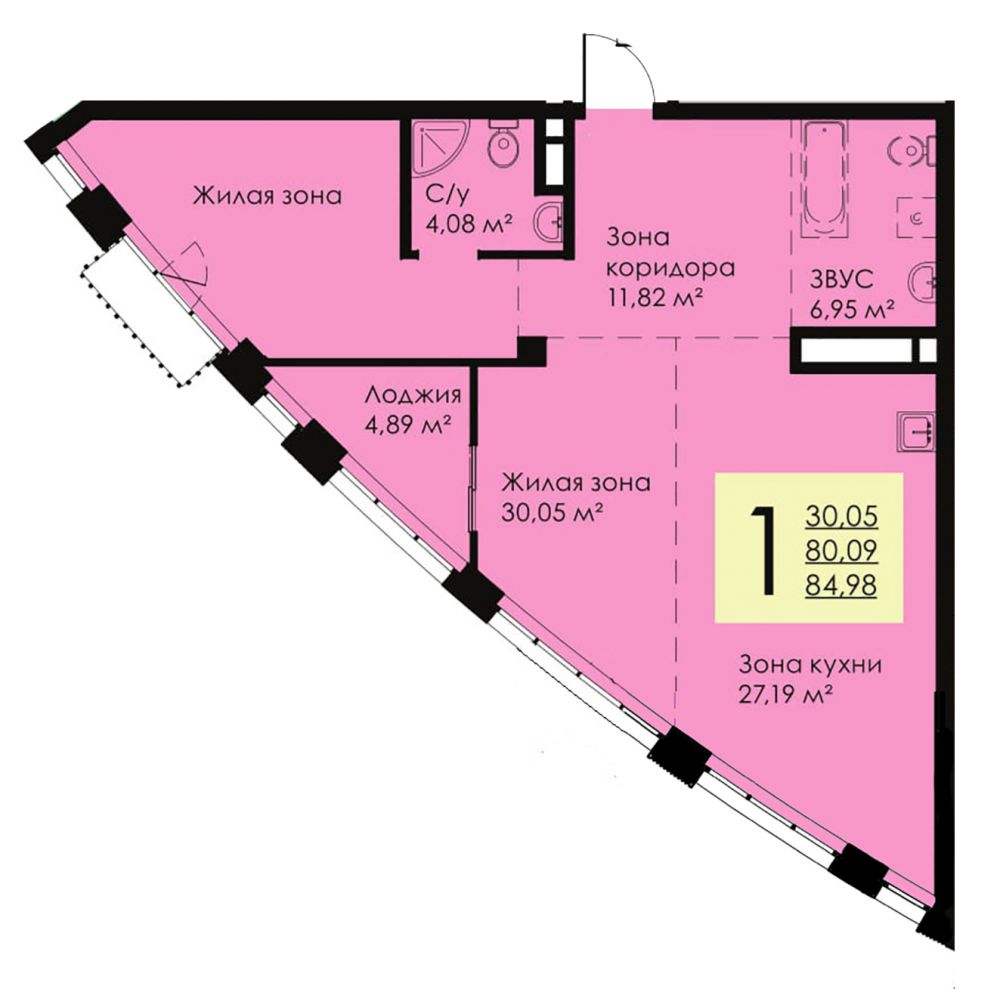 Жилая зона
С/у
4,08 м²
Зона
коридора
11,82 м²
ЗВУС
6,95 м²
Лоджия
4,89 м²
Жилая зона
30,05 м²
1
30,05
80,09
84,98
Зона кухни
27,19 м²